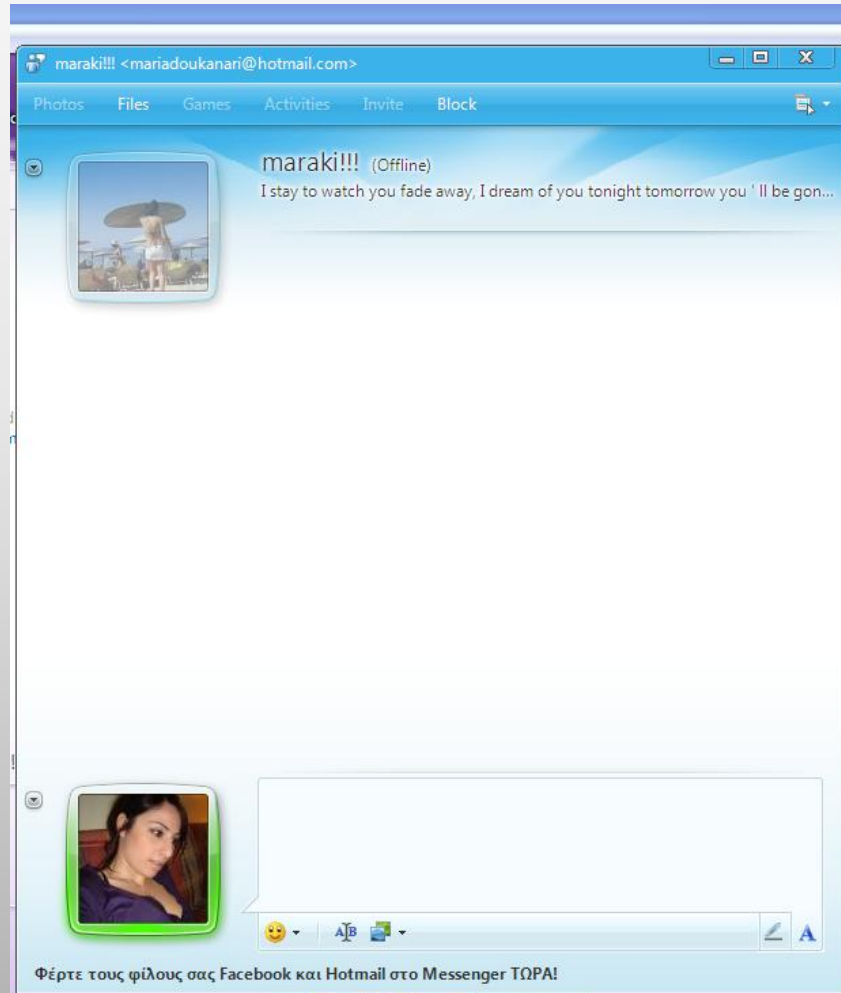 maraki!!! <mariadoukanari@hotmail.com>
Photos Files Games Activities Invite Block
maraki!!! (Offline)
I stay to watch you fade away, I dream of you tonight tomorrow you ' ll be gon...
Φέρτε τους φίλους σας Facebook και Hotmail στο Messenger ΤΩΡΑ!